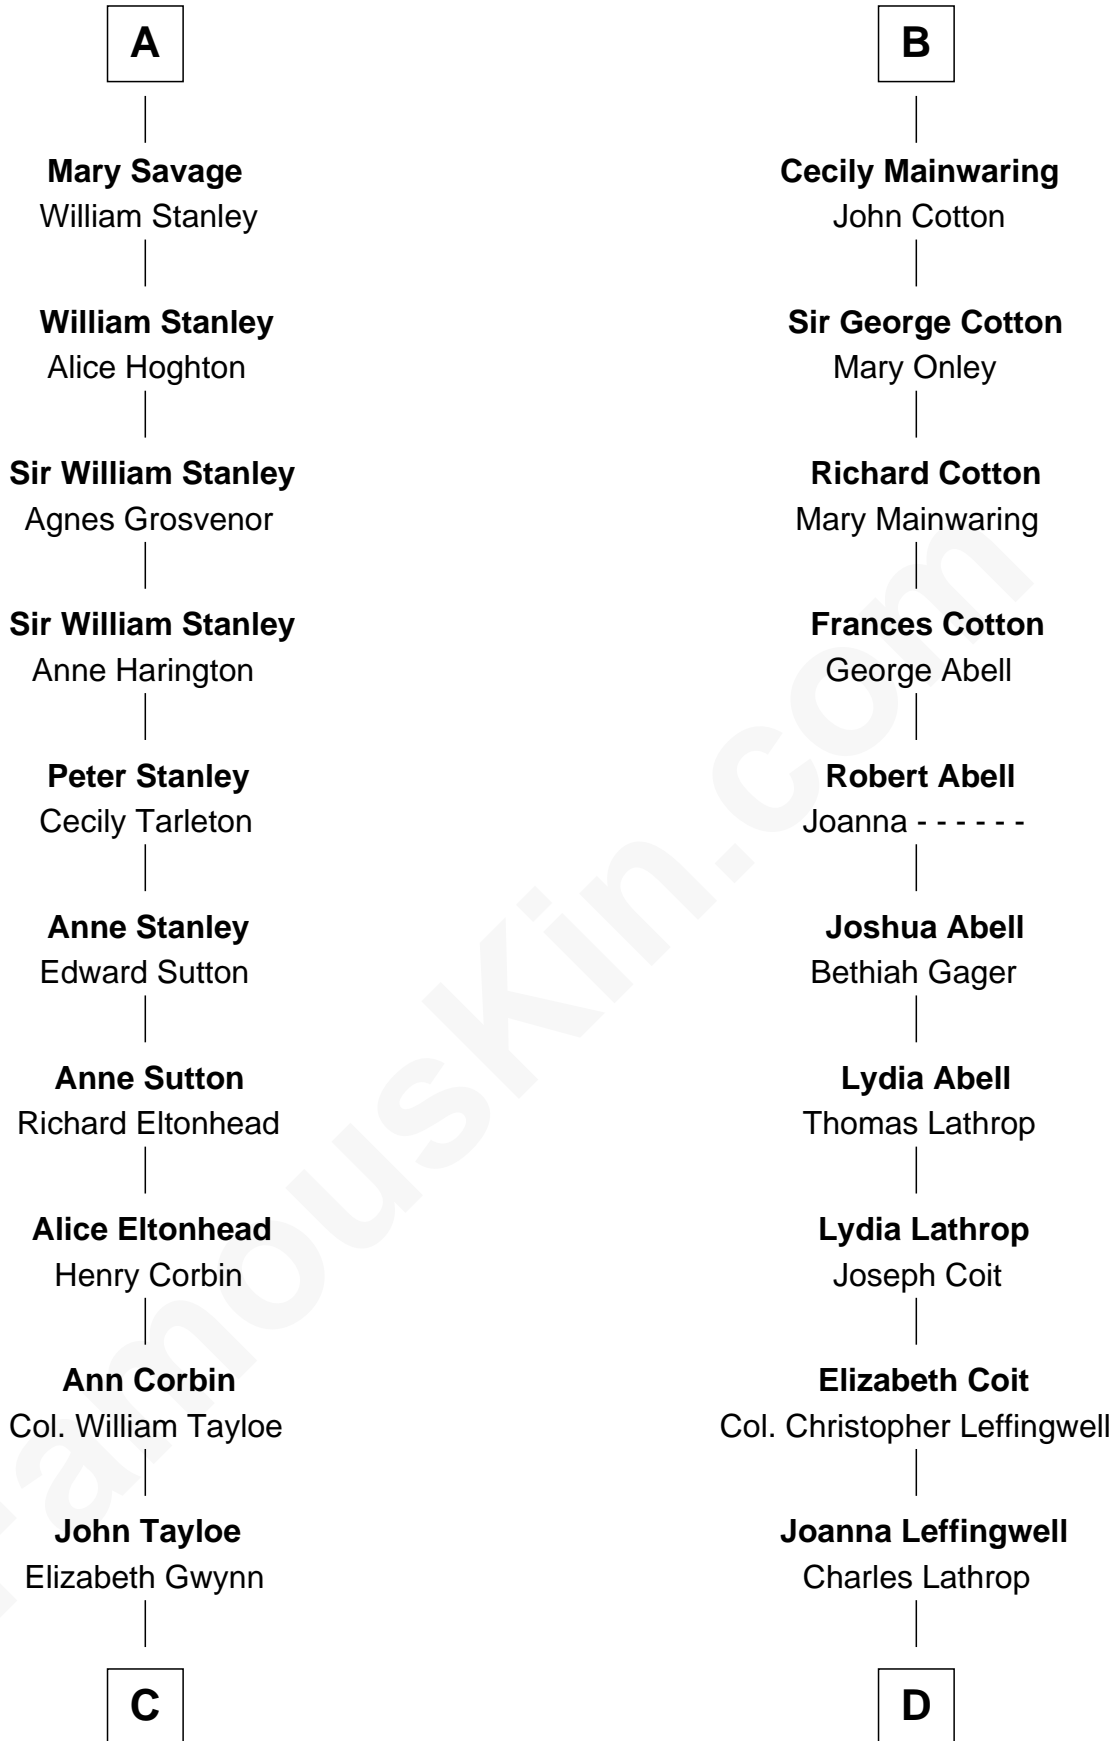 A
Mary Savage
William Stanley
William Stanley
Alice Hoghton
Sir William Stanley
Agnes Grosvenor
Sir William Stanley
Anne Harington
Peter Stanley
Cecily Tarleton
Anne Stanley
Edward Sutton
Anne Sutton
Richard Eltonhead
Alice Eltonhead
Henry Corbin
Ann Corbin
Col. William Tayloe
John Tayloe
Elizabeth Gwynn
C
B
Cecily Mainwaring
John Cotton
Sir George Cotton
Mary Onley
Richard Cotton
Mary Mainwaring
Frances Cotton
George Abell
Robert Abell
Joanna - - - - - -
Joshua Abell
Bethiah Gager
Lydia Abell
Thomas Lathrop
Lydia Lathrop
Joseph Coit
Elizabeth Coit
Col. Christopher Leffingwell
Joanna Leffingwell
Charles Lathrop
D
FamousKin.com